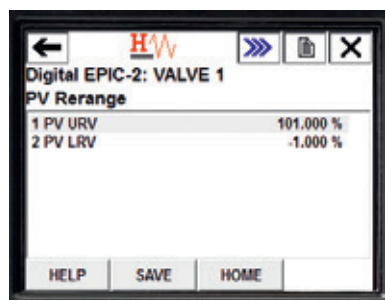 H
Digital EPIC-2: VALVE 1
PV Rerange
1 PV URV 101.000 %
2 PV LRV -1.000 %
HELP SAVE HOME